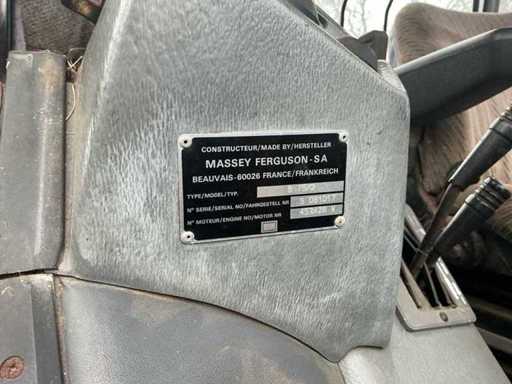 CONSTRUCTEUR/MADE BY/HERSTELLER
MASSEY FERGUSON-SA
BEAUVAIS-60026 FRANCE/FRANKREICH
TYPE/MODEL/TYP.
N° SERIE/SERIAL NO/FAHRGESTELL NR S 081017
N° MOTEUR/ENGINE NO/MOTOR NR